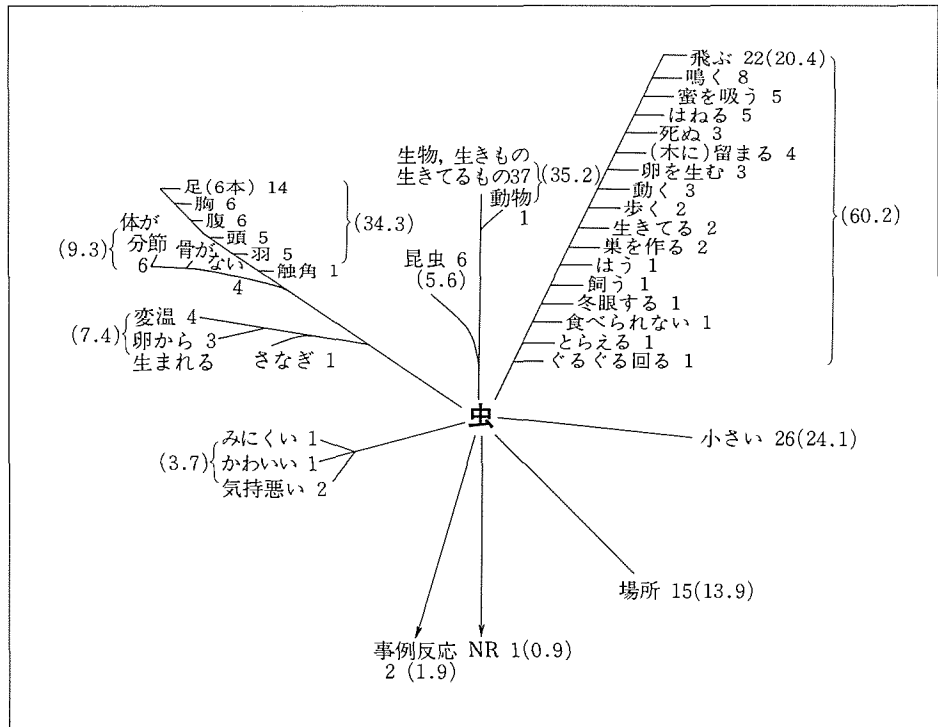 飛ぶ 22(20.4)
鳴く 8
蜜を吸う 5
はねる 5
死ぬ 3
(木に)留まる 4
卵を生む 3
動く 3
歩く 2
生きてる 2
巣を作る 2
はう 1
飼う 1
冬眼する 1
食べられない 1
とらえる 1
ぐるぐる回る 1
(60.2)
生物,生きもの
生きてるもの37
動物
1
(35.2)
昆虫 6
(5.6)
足(6本) 14
胸 6
腹 6
頭 5
羽 5
触角 1
(34.3)
体が
分節
6
骨が
ない
4
(9.3)
変温 4
卵から 3
生まれる
さなぎ 1
(7.4)
虫
みにくい 1
かわいい 1
気持悪い 2
(3.7)
小さい 26(24.1)
場所 15(13.9)
事例反応
2 (1.9)
NR 1(0.9)